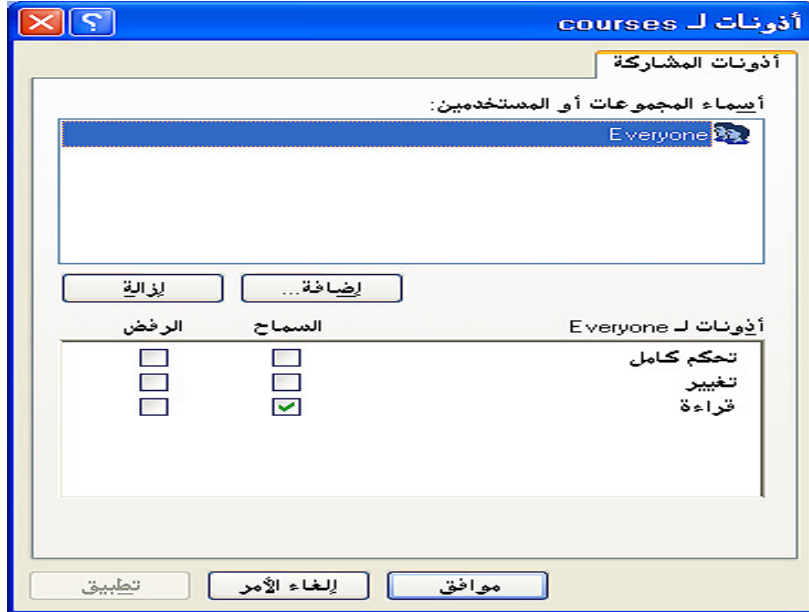 أذونات لـ courses
أذونات المشاركة
أسماء المجموعات أو المستخدمين:
Everyone
إضافة... إزالة
أذونات لـ Everyone السماح الرفض
تحكم كامل
تغيير
قراءة
موافق إلغاء الأمر تطبيق